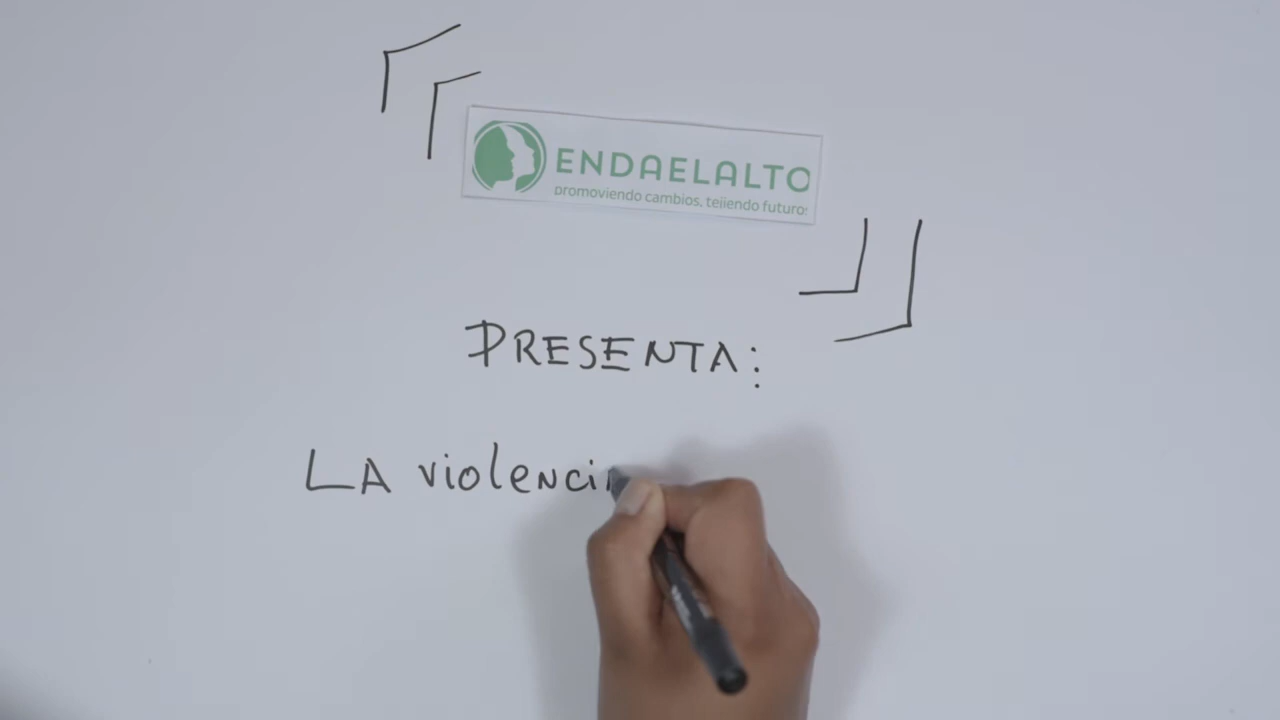 ENDAELALTO
promoviendo cambios, tejiendo futuros
PRESENTA:
LA violenci